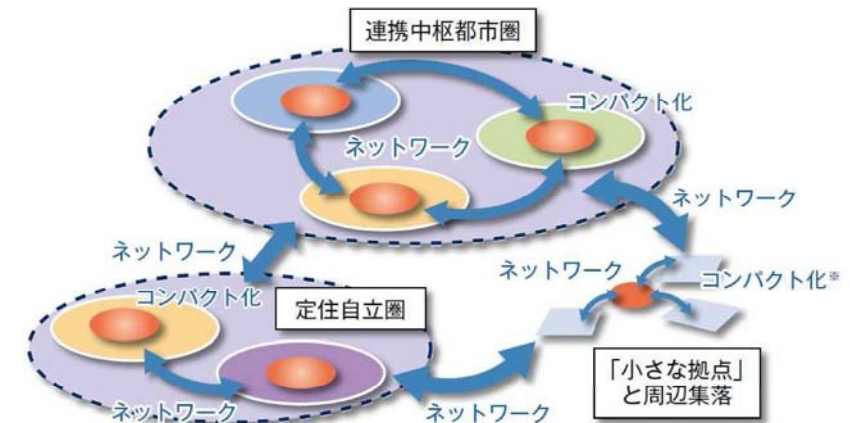 連携中枢都市圏
コンパクト化
ネットワーク
ネットワーク
ネットワーク
ネットワーク
コンパクト化※
コンパクト化
定住自立圏
「小さな拠点」
と周辺集落
ネットワーク
ネットワーク